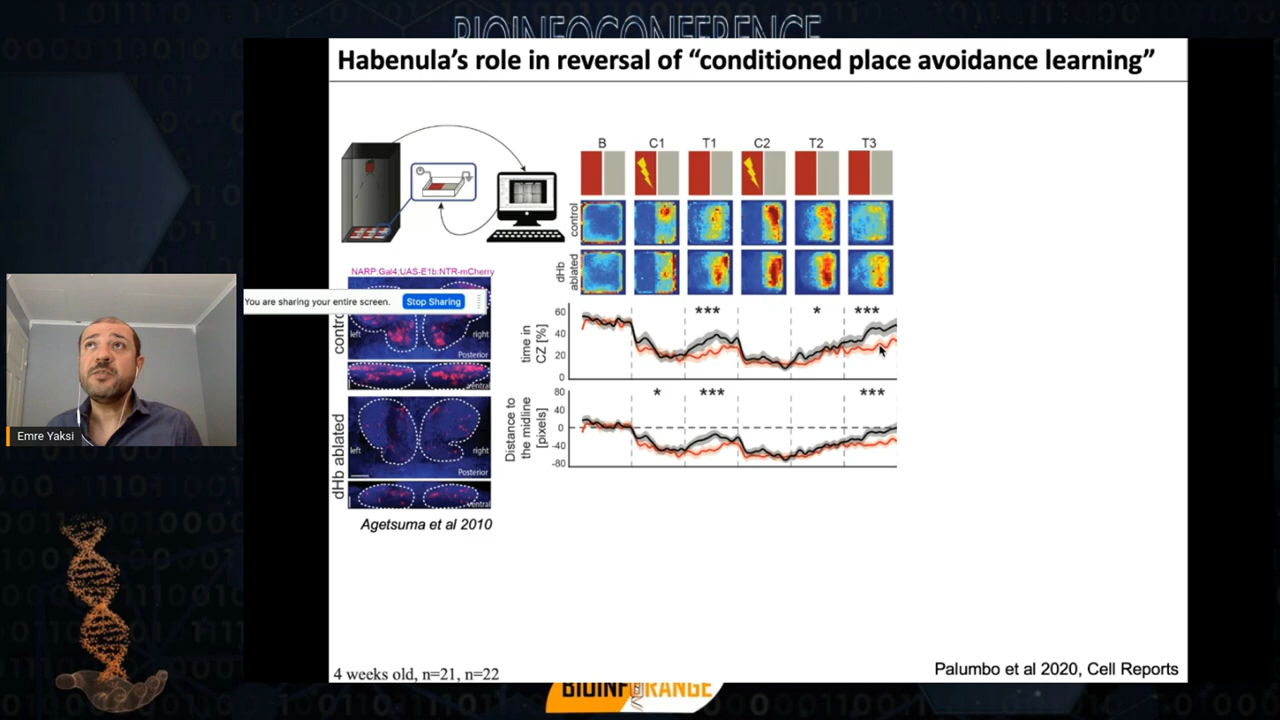 BIOINFOCONFERENCE
Habenula's role in reversal of “conditioned place avoidance learning”
B C1 T1 C2 T2 T3
control
dHb ablated
NARP:Gal4;UAS-E1b:NTR-mCherry
You are sharing your entire screen. Stop Sharing
left right
Posterior
ventral
dHb ablated
left right
Posterior
ventral
Agetsuma et al 2010
time in CZ [%]
60
40
20
0
*** * ***
Distance to the midline [pixels]
80
40
0
-40
-80
* *** ***
Emre Yaksi
4 weeks old, n=21, n=22
Palumbo et al 2020, Cell Reports
BIOINFORANGE